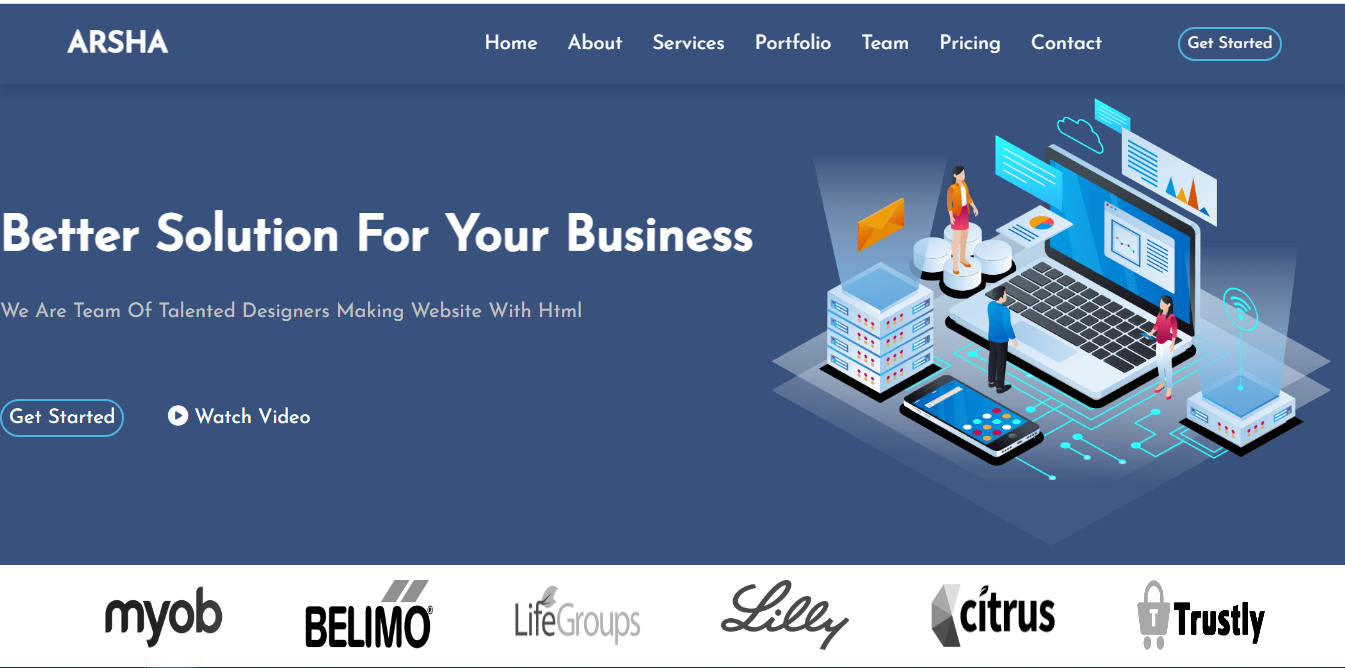 ARSHA Home About Services Portfolio Team Pricing Contact Get Started
Better Solution For Your Business
We Are Team Of Talented Designers Making Website With Html
Get Started Watch Video
myob BELIMO® LifeGroups Lilly citrus T Trustly